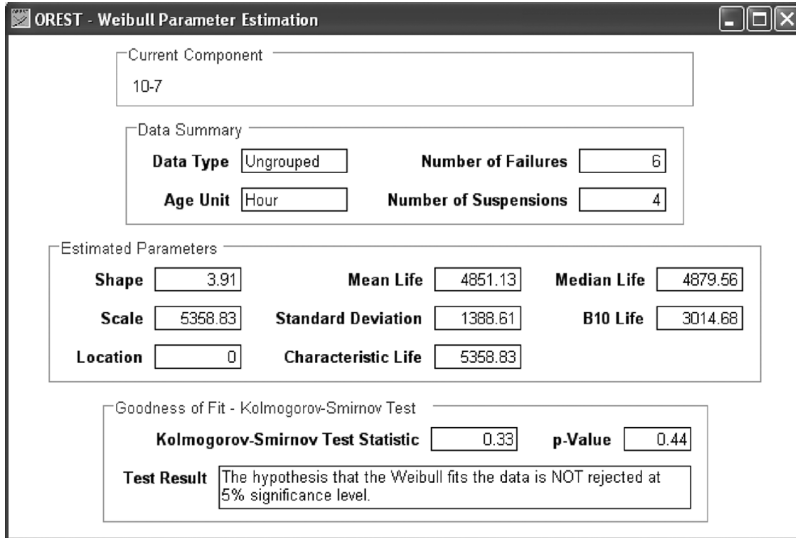 OREST - Weibull Parameter Estimation
Current Component
10-7
Data Summary
Data Type Ungrouped Number of Failures 6
Age Unit Hour Number of Suspensions 4
Estimated Parameters
Shape 3.91 Mean Life 4851.13 Median Life 4879.56
Scale 5358.83 Standard Deviation 1388.61 B10 Life 3014.68
Location 0 Characteristic Life 5358.83
Goodness of Fit - Kolmogorov-Smirnov Test
Kolmogorov-Smirnov Test Statistic 0.33 p-Value 0.44
Test Result The hypothesis that the Weibull fits the data is NOT rejected at
5% significance level.